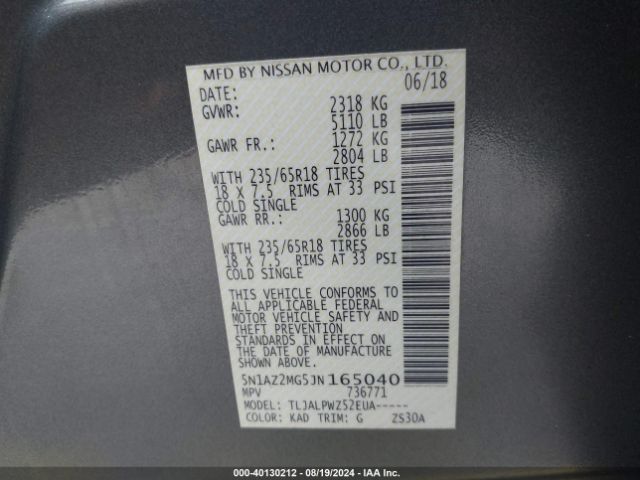 MFD BY NISSAN MOTOR CO., LTD.
DATE: 06/18
GVWR: 2318 KG
5110 LB
GAWR FR.: 1272 KG
2804 LB
WITH 235/65R18 TIRES
18 X 7.5 RIMS AT 33 PSI
COLD SINGLE
GAWR RR.: 1300 KG
2866 LB
WITH 235/65R18 TIRES
18 X 7.5 RIMS AT 33 PSI
COLD SINGLE
THIS VEHICLE CONFORMS TO
ALL APPLICABLE FEDERAL
MOTOR VEHICLE SAFETY AND
THEFT PREVENTION
STANDARDS IN EFFECT ON
THE DATE OF MANUFACTURE
SHOWN ABOVE.
5N1AZ2MG5JN165040
MPV 736771
MODEL: TLJALPWZ52EUA-----
COLOR: KAD TRIM: G ZS30A
000-40130212 - 08/19/2024 - IAA Inc.